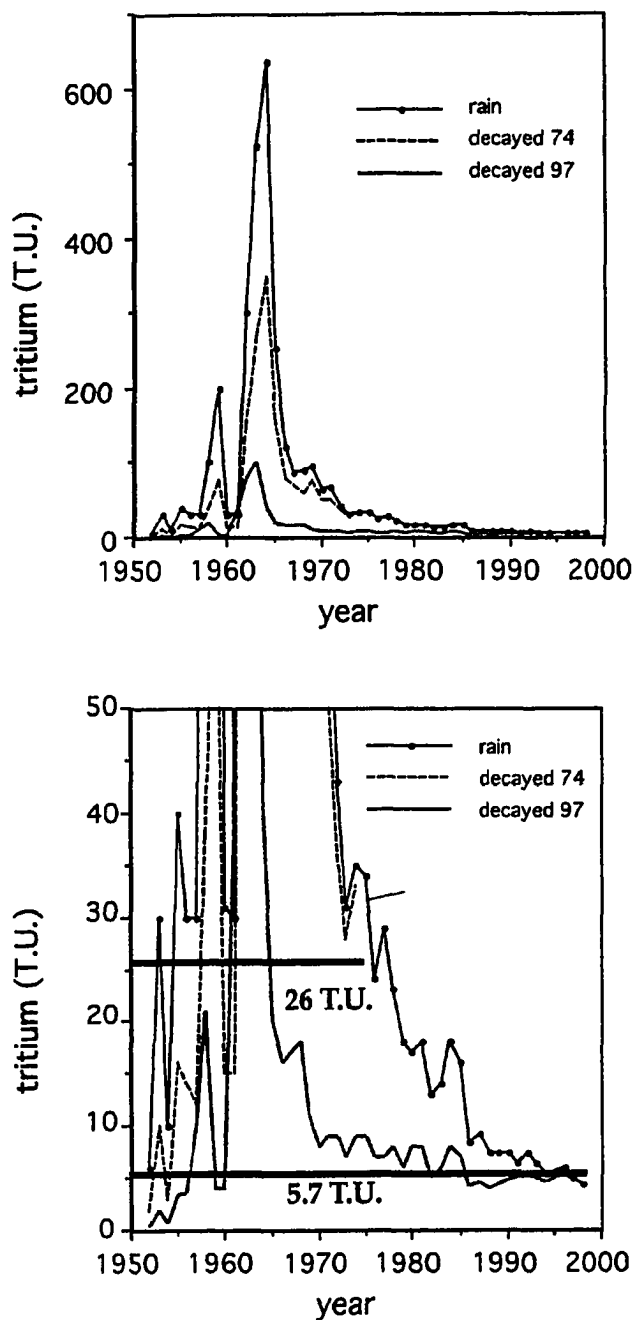 600
400
200
0
tritium (T.U.)
rain
decayed 74
decayed 97
1950 1960 1970 1980 1990 2000
year
50
40
30
20
10
0
tritium (T.U.)
rain
decayed 74
decayed 97
26 T.U.
5.7 T.U.
1950 1960 1970 1980 1990 2000
year